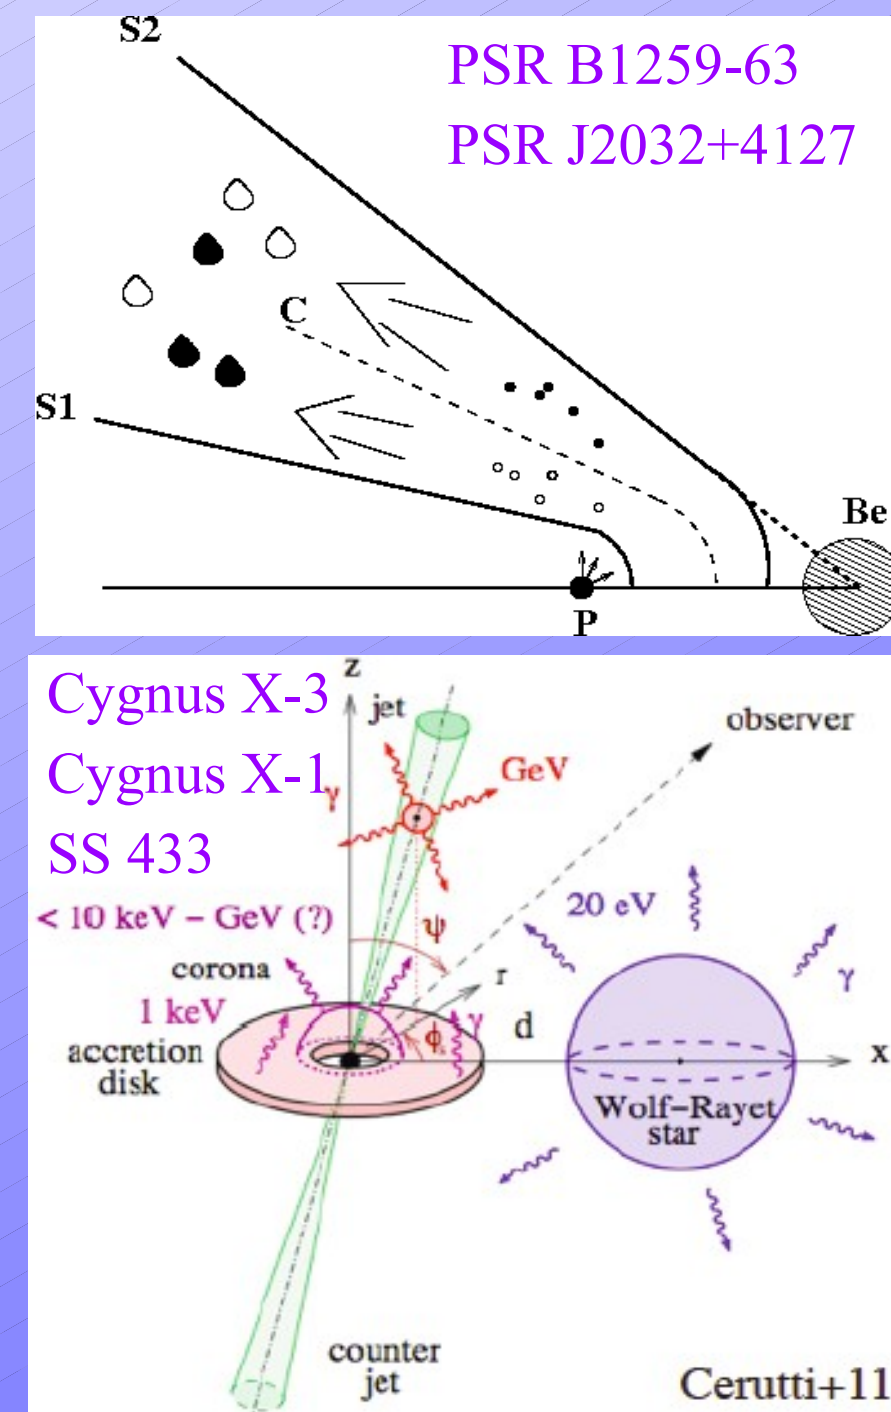 S2
PSR B1259-63
PSR J2032+4127
C
S1
Be
P
Cygnus X-3
Cygnus X-1
SS 433
z
jet
observer
γ
GeV
< 10 keV – GeV (?)
ψ
20 eV
corona
r
γ
1 keV
γ
d
accretion
disk
ϕ
x
Wolf–Rayet
star
counter
jet
Cerutti+11